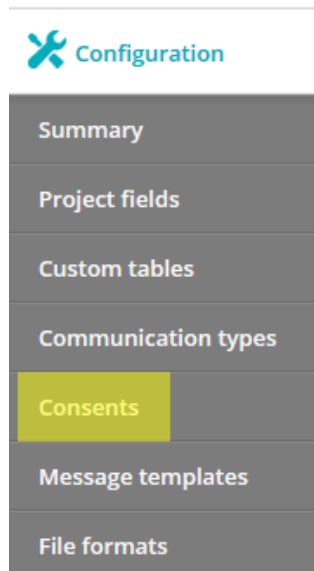 Configuration
Summary
Project fields
Custom tables
Communication types
Consents
Message templates
File formats